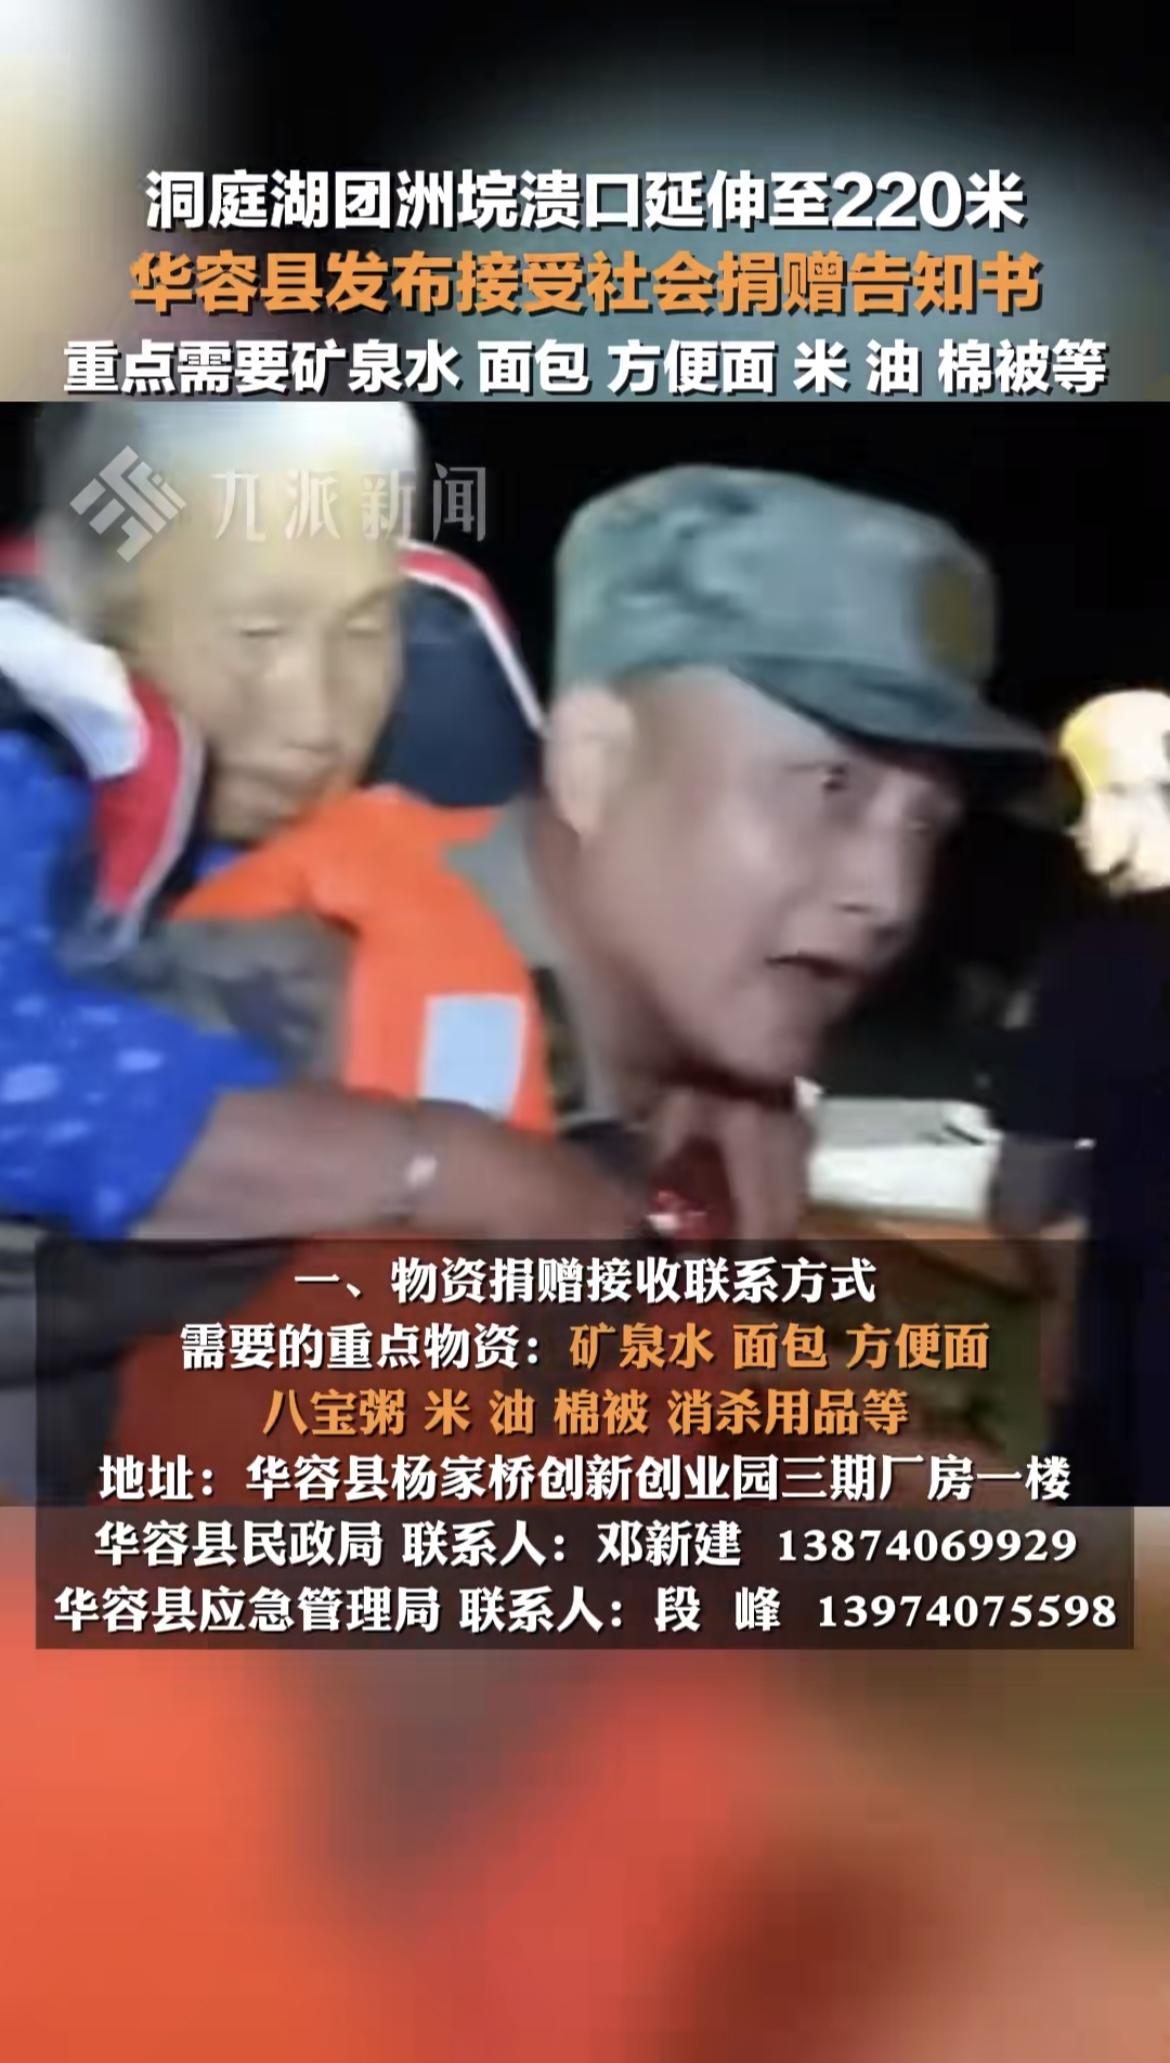 洞庭湖团洲垸溃口延伸至220米
华容县发布接受社会捐赠告知书
重点需要矿泉水 面包 方便面 米 油 棉被等
九派新闻
一、物资捐赠接收联系方式
需要的重点物资：矿泉水 面包 方便面
八宝粥 米 油 棉被 消杀用品等
地址：华容县杨家桥创新创业园三期厂房一楼
华容县民政局 联系人：邓新建 13874069929
华容县应急管理局 联系人：段 峰 13974075598